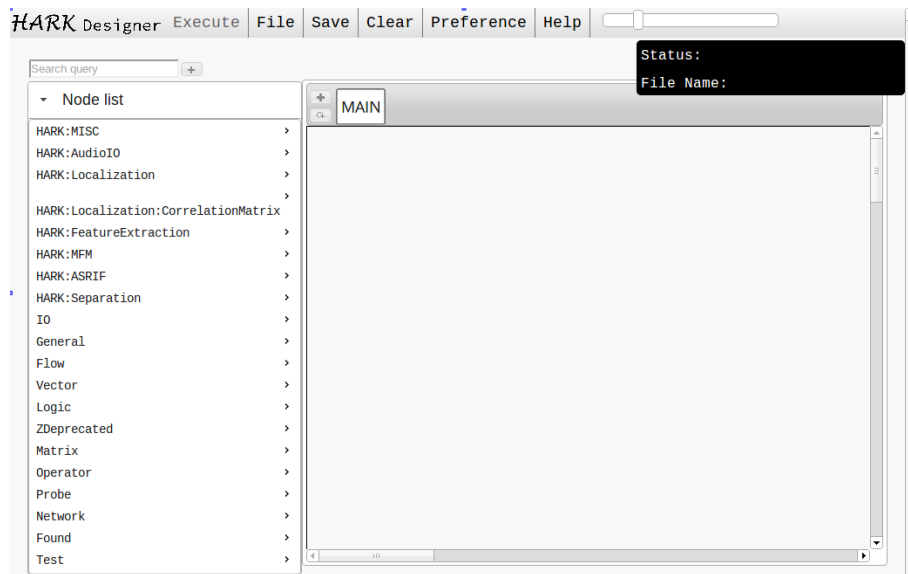 HARK Designer Execute File Save Clear Preference Help
Status:
File Name:
Search query
Node list
MAIN
HARK:MISC
HARK:AudioIO
HARK:Localization
HARK:Localization:CorrelationMatrix
HARK:FeatureExtraction
HARK:MFM
HARK:ASRIF
HARK:Separation
IO
General
Flow
Vector
Logic
ZDeprecated
Matrix
Operator
Probe
Network
Found
Test